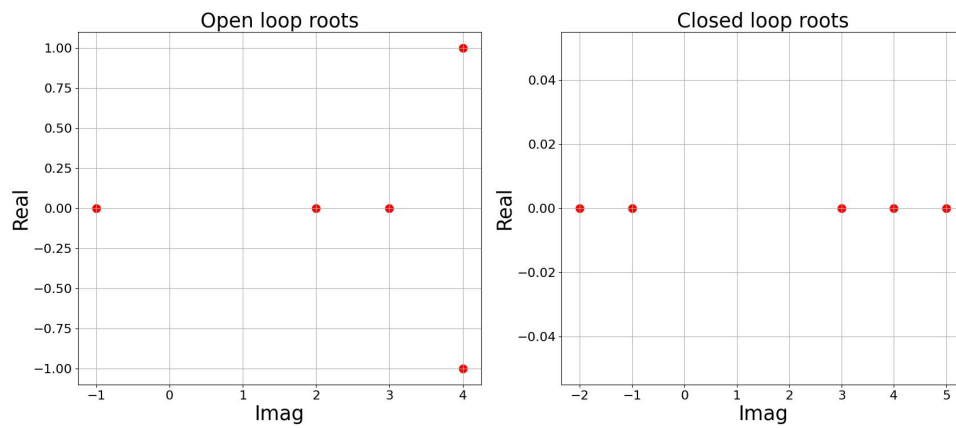 Open loop roots
1.00
0.75
0.50
0.25
0.00
−0.25
−0.50
−0.75
−1.00
Real
−1 0 1 2 3 4
Imag
Closed loop roots
0.04
0.02
0.00
−0.02
−0.04
Real
−2 −1 0 1 2 3 4 5
Imag